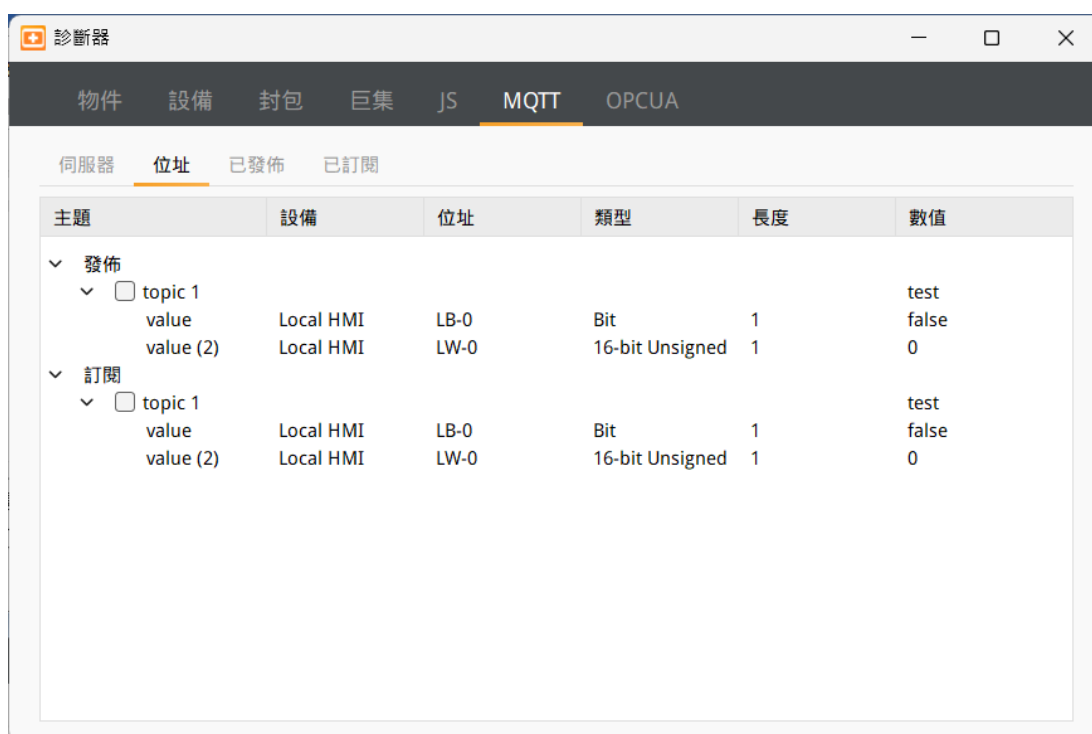 診斷器
物件 設備 封包 巨集 JS MQTT OPCUA
伺服器 位址 已發佈 已訂閱
主題 設備 位址 類型 長度 數值
發佈
topic 1 test
value Local HMI LB-0 Bit 1 false
value (2) Local HMI LW-0 16-bit Unsigned 1 0
訂閱
topic 1 test
value Local HMI LB-0 Bit 1 false
value (2) Local HMI LW-0 16-bit Unsigned 1 0